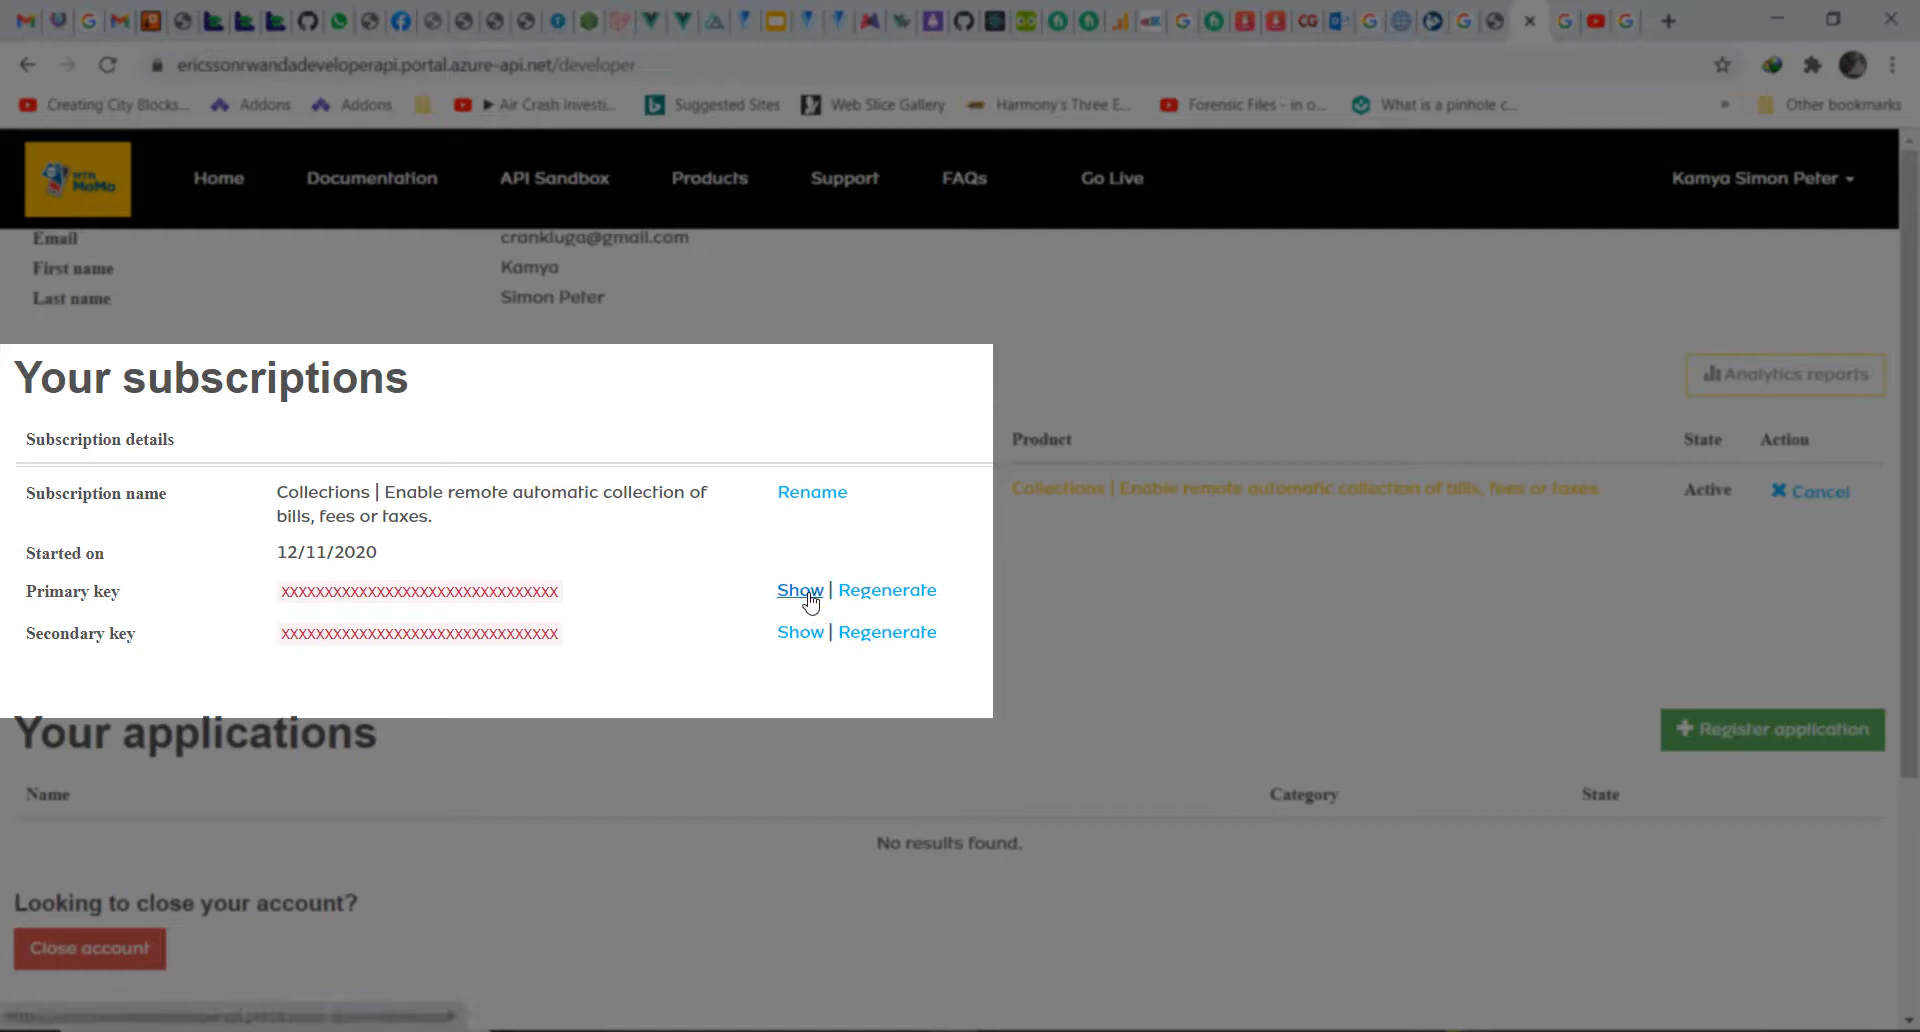 CG
ericssonrwandadeveloperapi.portal.azure-api.net/developer
Creating City Blocks...
Addons
Addons
Air Crash Investi...
Suggested Sites
Web Slice Gallery
Harmony's Three E...
Forensic Files - in o...
What is a pinhole c...
»
Other bookmarks
MTN
MoMo
Home
Documentation
API Sandbox
Products
Support
FAQs
Go Live
Kamya Simon Peter
Email
crankluga@gmail.com
First name
Kamya
Last name
Simon Peter
Your subscriptions
Analytics reports
Subscription details
Product
State
Action
Subscription name
Collections | Enable remote automatic collection of
bills, fees or taxes.
Rename
Collections | Enable remote automatic collection of bills, fees or taxes.
Active
Cancel
Started on
12/11/2020
Primary key
XXXXXXXXXXXXXXXXXXXXXXXXXXXXXXXX
Show | Regenerate
Secondary key
XXXXXXXXXXXXXXXXXXXXXXXXXXXXXXXX
Show | Regenerate
Your applications
Register application
Name
Category
State
No results found.
Looking to close your account?
Close account